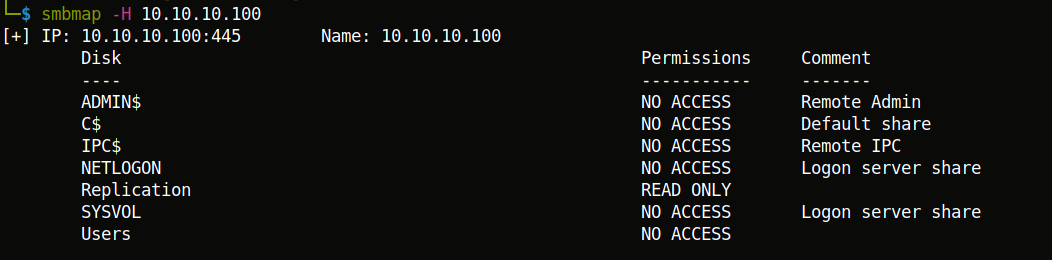 └─$ smbmap -H 10.10.10.100
[+] IP: 10.10.10.100:445 Name: 10.10.10.100
Disk Permissions Comment
---- ----------- -------
ADMIN$ NO ACCESS Remote Admin
C$ NO ACCESS Default share
IPC$ NO ACCESS Remote IPC
NETLOGON NO ACCESS Logon server share
Replication READ ONLY
SYSVOL NO ACCESS Logon server share
Users NO ACCESS